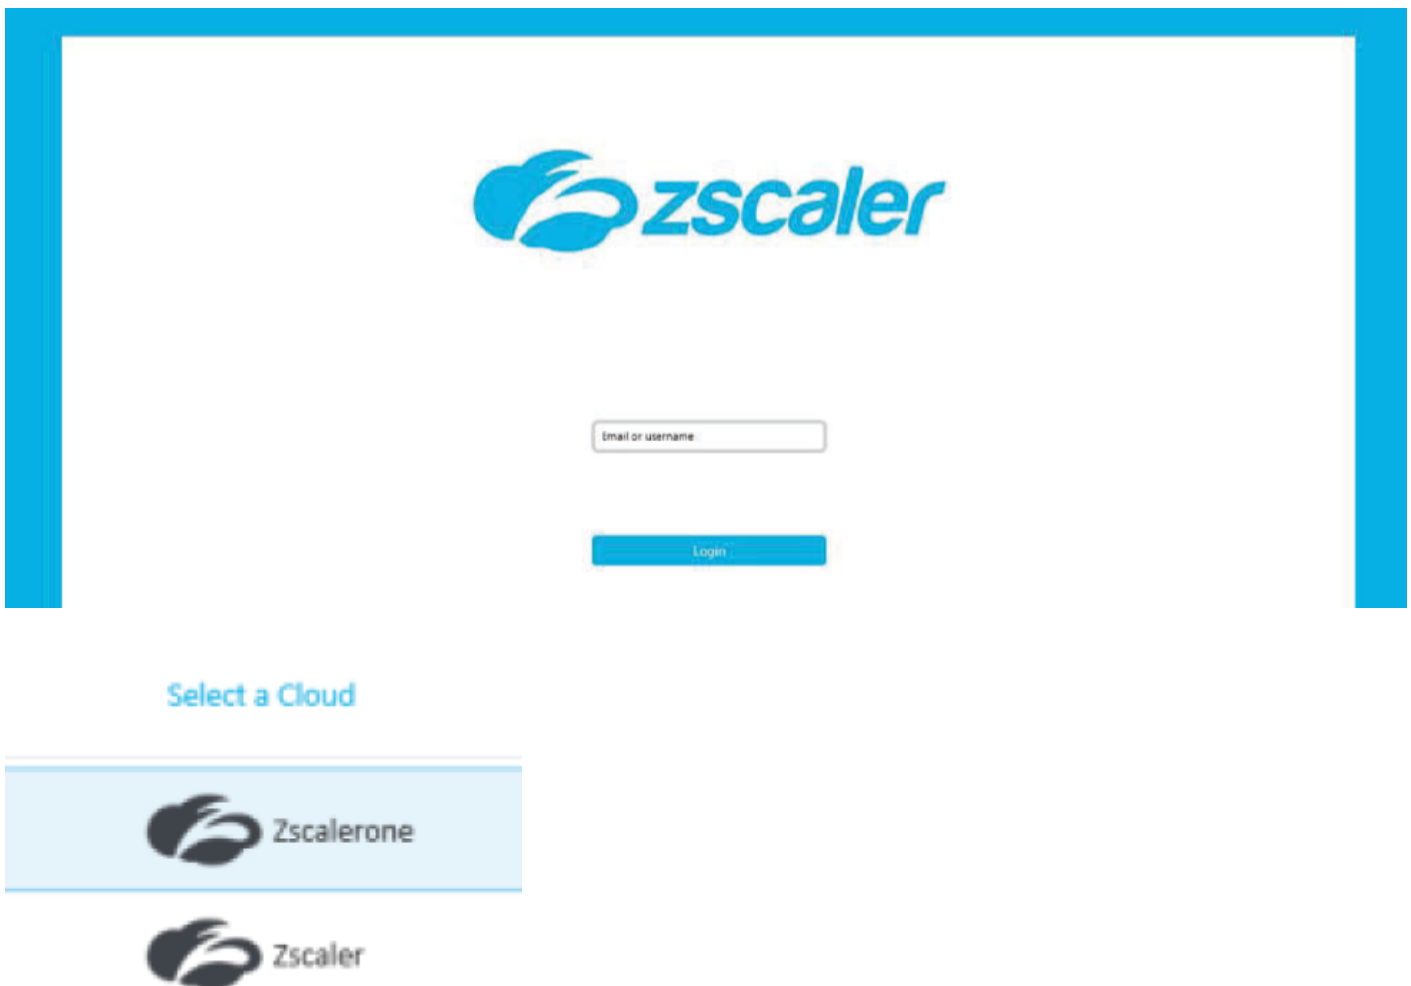 zscaler
Email or username
Login
Select a Cloud
Zscalerone
Zscaler